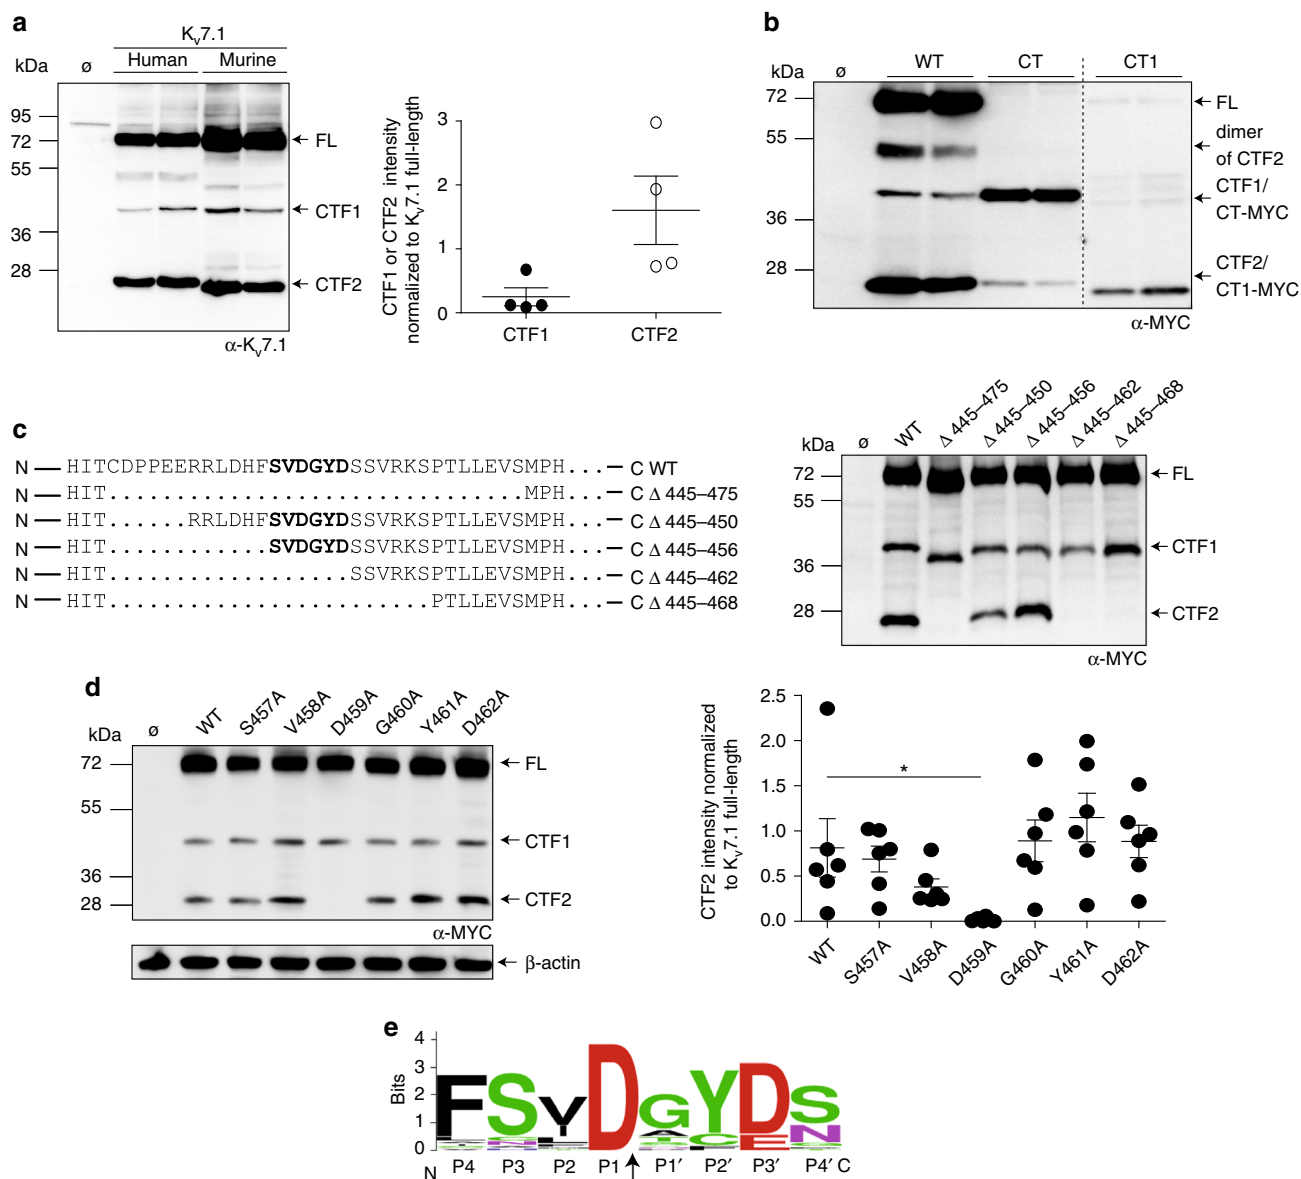 a
Kv7.1
kDa
ø
Human
Murine
95
72
55
36
28
FL
CTF1
CTF2
α-Kv7.1
CTF1 or CTF2 intensity
normalized to Kv7.1 full-length
3
2
1
0
CTF1
CTF2
b
kDa
ø
WT
CT
CT1
72
55
36
28
FL
dimer
of CTF2
CTF1/
CT-MYC
CTF2/
CT1-MYC
α-MYC
c
N — HITCDPPEERRLDHFSVDGYDSSVRKSPTLLEVSMPH... — C WT
N — HIT...............................MPH... — C Δ 445–475
N — HIT......RRLDHFSVDGYDSSVRKSPTLLEVSMPH... — C Δ 445–450
N — HIT............SVDGYDSSVRKSPTLLEVSMPH... — C Δ 445–456
N — HIT..................SSVRKSPTLLEVSMPH... — C Δ 445–462
N — HIT........................PTLLEVSMPH... — C Δ 445–468
kDa
ø
WT
Δ 445–475
Δ 445–450
Δ 445–456
Δ 445–462
Δ 445–468
72
55
36
28
FL
CTF1
CTF2
α-MYC
d
kDa
ø
WT
S457A
V458A
D459A
G460A
Y461A
D462A
72
55
36
28
FL
CTF1
CTF2
α-MYC
β-actin
CTF2 intensity normalized
to Kv7.1 full-length
2.5
2.0
1.5
1.0
0.5
0.0
*
WT
S457A
V458A
D459A
G460A
Y461A
D462A
e
Bits
4
3
2
1
0
FSVDGYDS
N P4 P3 P2 P1 P1′ P2′ P3′ P4′ C